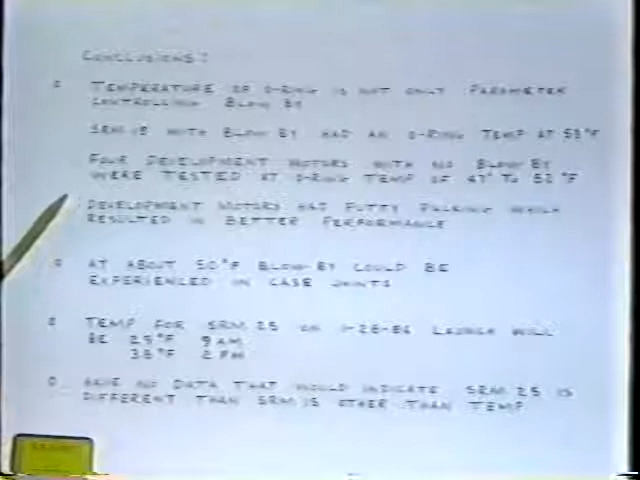 CONCLUSIONS:
O TEMPERATURE OF O-RING IS NOT ONLY PARAMETER
CONTROLLING BLOW-BY
SRM 15 WITH BLOW-BY HAD AN O-RING TEMP AT 53°F
FOUR DEVELOPMENT MOTORS WITH NO BLOW-BY
WERE TESTED AT O-RING TEMP OF 47° TO 52°F
DEVELOPMENT MOTORS HAD PUTTY PACKING WHICH
RESULTED IN BETTER PERFORMANCE
O AT ABOUT 50°F BLOW-BY COULD BE
EXPERIENCED IN CASE JOINTS
O TEMP FOR SRM 25 ON 1-28-86 LAUNCH WILL
BE 29°F 9 AM
38°F 2 PM
O HAVE NO DATA THAT WOULD INDICATE SRM 25 IS
DIFFERENT THAN SRM 15 OTHER THAN TEMP